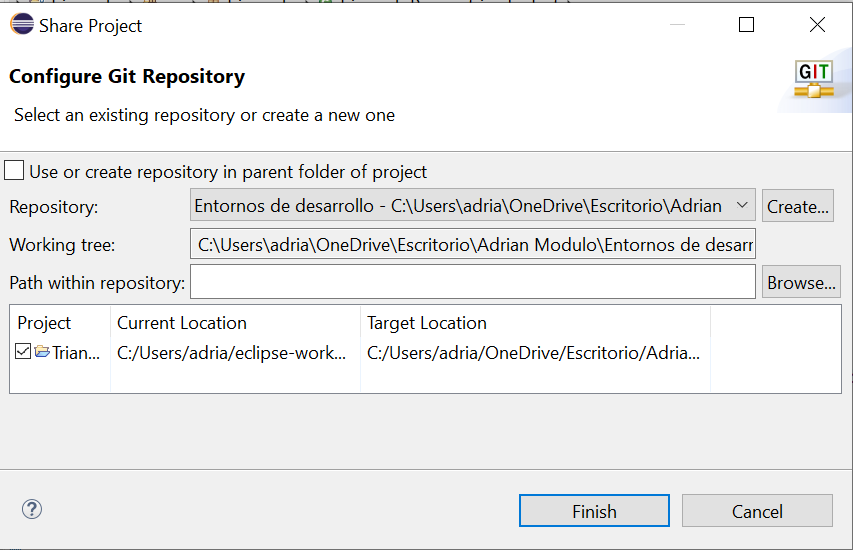 Share Project
Configure Git Repository
GIT
Select an existing repository or create a new one
Use or create repository in parent folder of project
Repository: Entornos de desarrollo - C:\Users\adria\OneDrive\Escritorio\Adrian Create...
Working tree: C:\Users\adria\OneDrive\Escritorio\Adrian Modulo\Entornos de desarr
Path within repository: Browse...
Project Current Location Target Location
Trian... C:/Users/adria/eclipse-work... C:/Users/adria/OneDrive/Escritorio/Adria...
? Finish Cancel